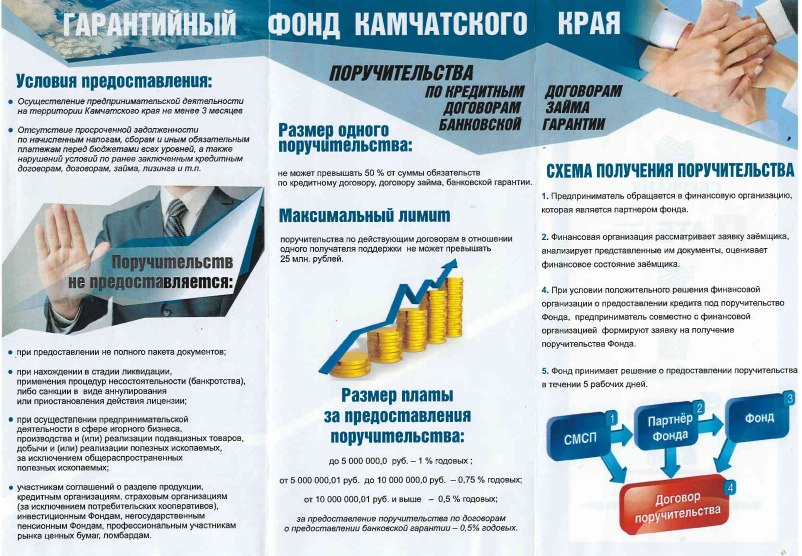 ГАРАНТИЙНЫЙ ФОНД КАМЧАТСКОГО КРАЯ
Условия предоставления:
• Осуществление предпринимательской деятельности
на территории Камчатского края не менее 3 месяцев
• Отсутствие просроченной задолженности
по начисленным налогам, сборам и иным обязательным
платежам перед бюджетами всех уровней, а также
нарушений условий по ранее заключенным кредитным
договорам, договорам, займа, лизинга и т.п.
Поручительств
не предоставляется:
• при предоставлении не полного пакета документов;
• при нахождении в стадии ликвидации,
применения процедур несостоятельности (банкротства),
либо санкции в виде аннулирования
или приостановления действия лицензии;
• при осуществлении предпринимательской
деятельности в сфере игорного бизнеса,
производства и (или) реализации подакцизных товаров,
добычи и (или) реализации полезных ископаемых,
за исключением общераспространенных
полезных ископаемых;
• участникам соглашений о разделе продукции,
кредитным организациям, страховым организациям
(за исключением потребительских кооперативов),
инвестиционным Фондам, негосударственным
пенсионным Фондам, профессиональным участникам
рынка ценных бумаг, ломбардам.
ПОРУЧИТЕЛЬСТВА
ПО КРЕДИТНЫМ ДОГОВОРАМ
ДОГОВОРАМ ЗАЙМА
БАНКОВСКОЙ ГАРАНТИИ
Размер одного
поручительства:
не может превышать 50 % от суммы обязательств
по кредитному договору, договору займа, банковской гарантии.
Максимальный лимит
поручительства по действующим договорам в отношении
одного получателя поддержки не может превышать
25 млн. рублей.
Размер платы
за предоставления
поручительства:
до 5 000 000,0 руб. – 1 % годовых ;
от 5 000 000,01 руб. до 10 000 000,0 руб. – 0,75 % годовых;
от 10 000 000,01 руб. и выше – 0,5 % годовых;
за предоставление поручительства по договорам
о предоставлении банковской гарантии – 0,5% годовых.
СХЕМА ПОЛУЧЕНИЯ ПОРУЧИТЕЛЬСТВА
1. Предприниматель обращается в финансовую организацию,
которая является партнером фонда.
2. Финансовая организация рассматривает заявку заёмщика,
анализирует представленные им документы, оценивает
финансовое состояние заёмщика.
4. При условии положительного решения финансовой
организации о предоставлении кредита под поручительство
Фонда, предприниматель совместно с финансовой
организацией формируют заявку на получение
поручительства Фонда.
5. Фонд принимает решение о предоставлении поручительства
в течении 5 рабочих дней.
СМСП 1
Партнёр 2
Фонда
Фонд 3
Договор 4
поручительства